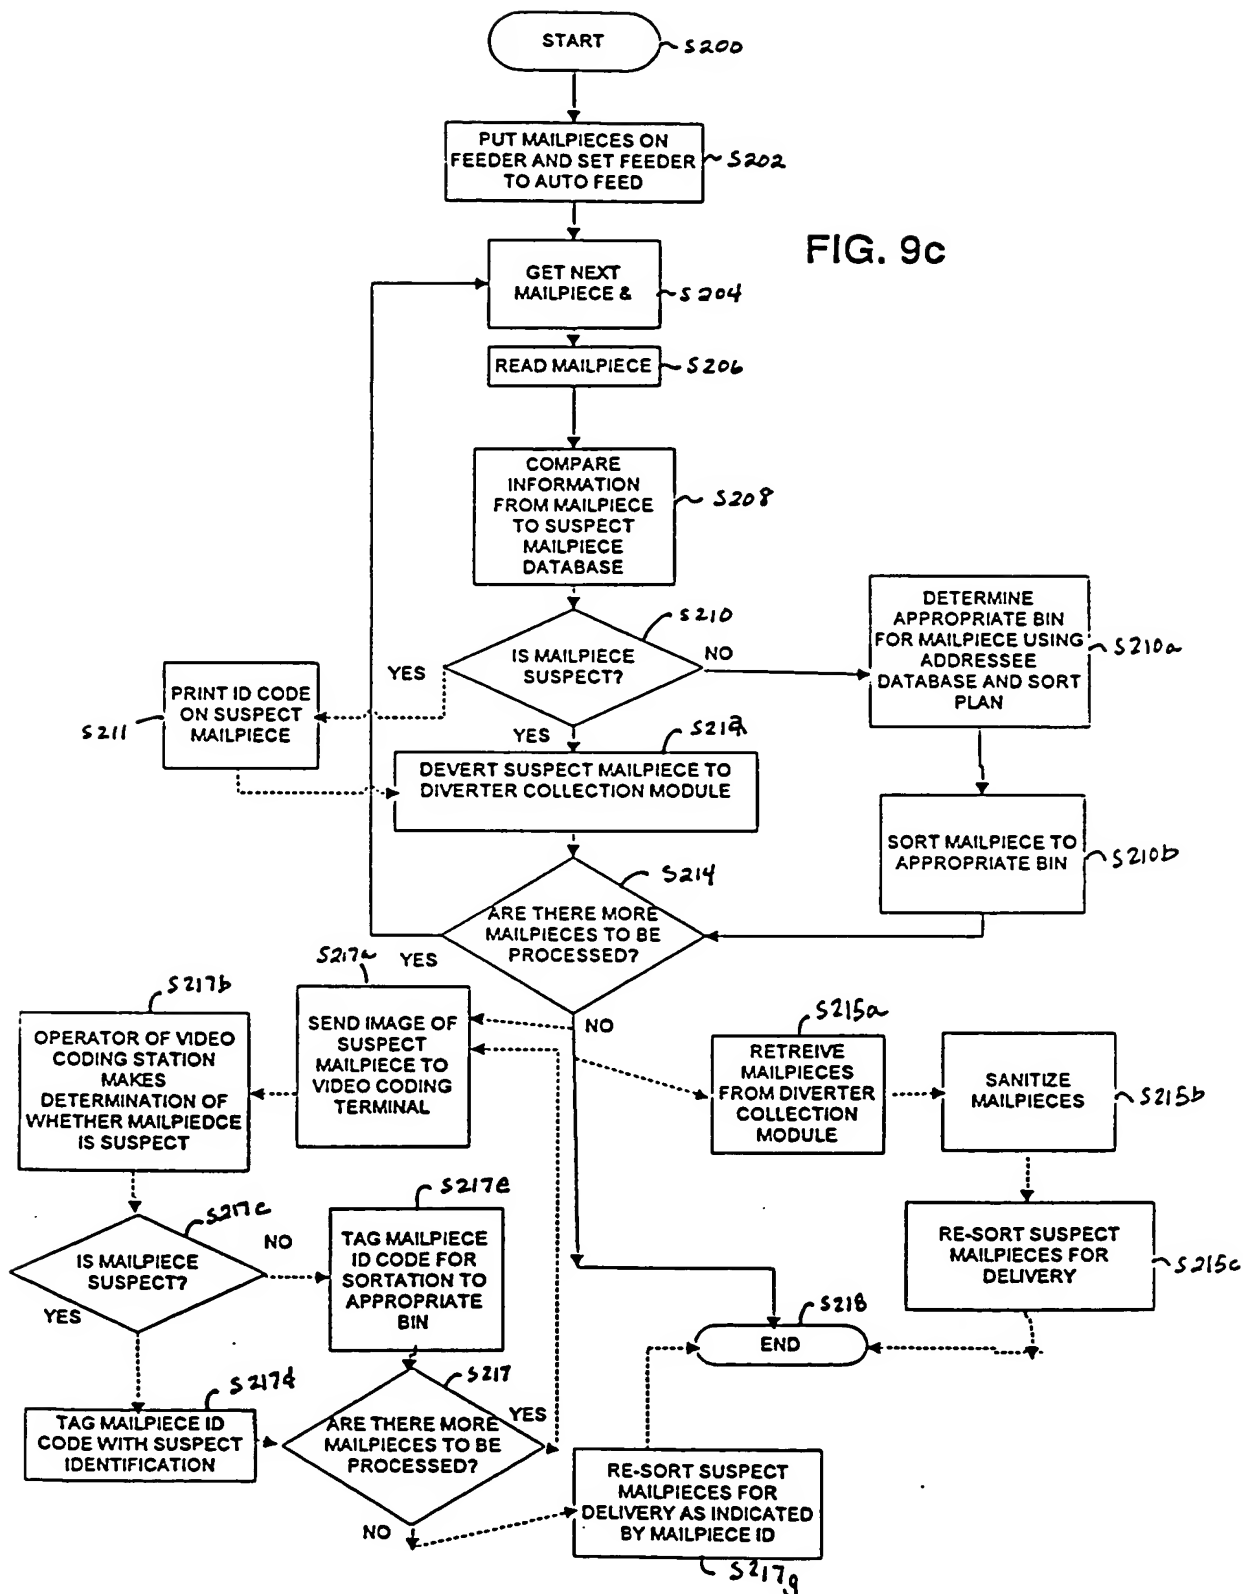 START
S200
PUT MAILPIECES ON
FEEDER AND SET FEEDER
TO AUTO FEED
S202
FIG. 9c
GET NEXT
MAILPIECE &
S204
READ MAILPIECE
S206
COMPARE
INFORMATION
FROM MAILPIECE
TO SUSPECT
MAILPIECE
DATABASE
S208
S210
IS MAILPIECE
SUSPECT?
YES
NO
YES
DETERMINE
APPROPRIATE BIN
FOR MAILPIECE USING
ADDRESSEE
DATABASE AND SORT
PLAN
S210a
PRINT ID CODE
ON SUSPECT
MAILPIECE
S211
DEVERT SUSPECT MAILPIECE TO
DIVERTER COLLECTION MODULE
SORT MAILPIECE TO
APPROPRIATE BIN
S210b
S214
ARE THERE MORE
MAILPIECES TO BE
PROCESSED?
YES
NO
S217a
SEND IMAGE OF
SUSPECT
MAILPIECE TO
VIDEO CODING
TERMINAL
S217b
OPERATOR OF VIDEO
CODING STATION
MAKES
DETERMINATION OF
WHETHER MAILPIEDCE
IS SUSPECT
S215a
RETREIVE
MAILPIECES
FROM DIVERTER
COLLECTION
MODULE
SANITIZE
MAILPIECES
S215b
RE-SORT SUSPECT
MAILPIECES FOR
DELIVERY
S215c
S217c
IS MAILPIECE
SUSPECT?
NO
YES
S217e
TAG MAILPIECE
ID CODE FOR
SORTATION TO
APPROPRIATE
BIN
S218
END
S217d
TAG MAILPIECE ID
CODE WITH SUSPECT
IDENTIFICATION
S217
ARE THERE MORE
MAILPIECES TO BE
PROCESSED?
YES
NO
RE-SORT SUSPECT
MAILPIECES FOR
DELIVERY AS INDICATED
BY MAILPIECE ID
S217g